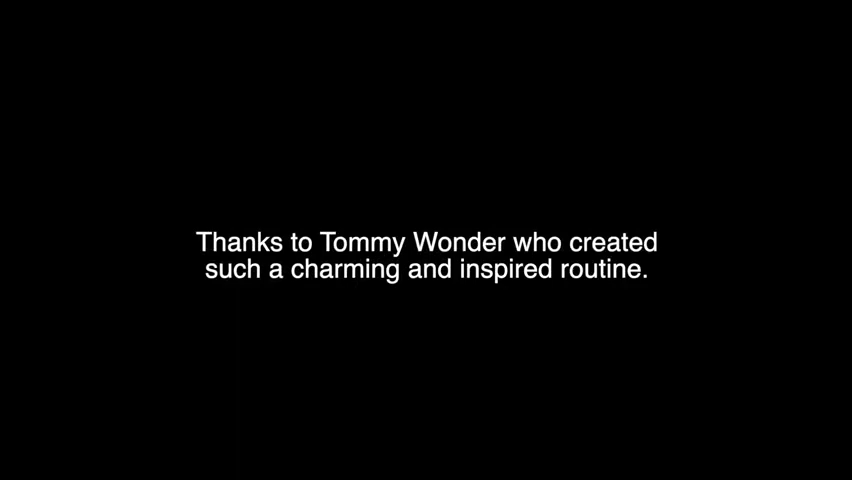 Thanks to Tommy Wonder who created
such a charming and inspired routine.